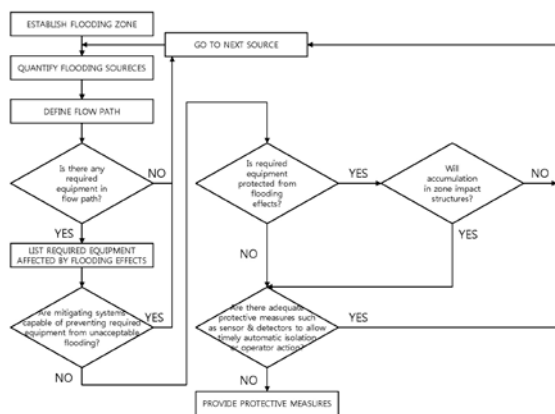 ESTABLISH FLOODING ZONE
GO TO NEXT SOURCE
QUANTIFY FLOODING SOURECES
DEFINE FLOW PATH
Is there any
required
equipment in
flow path?
NO
YES
LIST REQUIRED EQUIPMENT
AFFECTED BY FLOODING EFFECTS
Are mitigating systems
capable of preventing required
equipment from unacceptable
flooding?
YES
NO
Is required
equipment
protected from
flooding
effects?
YES
NO
Will
accumulation
in zone impact
structures?
NO
YES
Are there adequate
protective measures such
as sensor & detectors to allow
timely automatic isolation
or operator action?
YES
NO
PROVIDE PROTECTIVE MEASURES